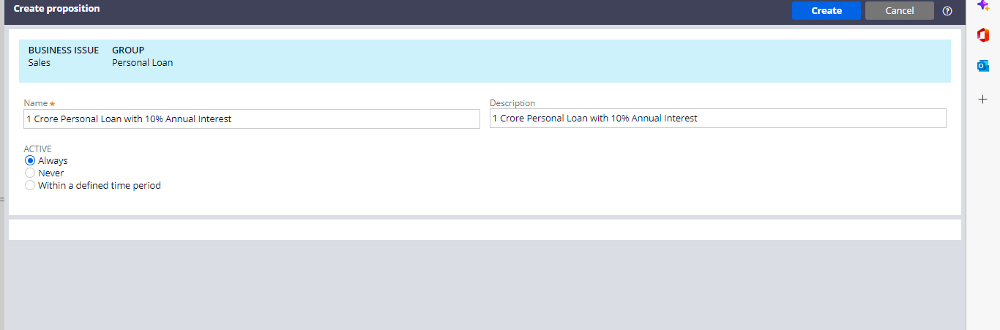 Create proposition
Create
Cancel
BUSINESS ISSUE GROUP
Sales Personal Loan
Name * Description
1 Crore Personal Loan with 10% Annual Interest 1 Crore Personal Loan with 10% Annual Interest
ACTIVE
Always
Never
Within a defined time period